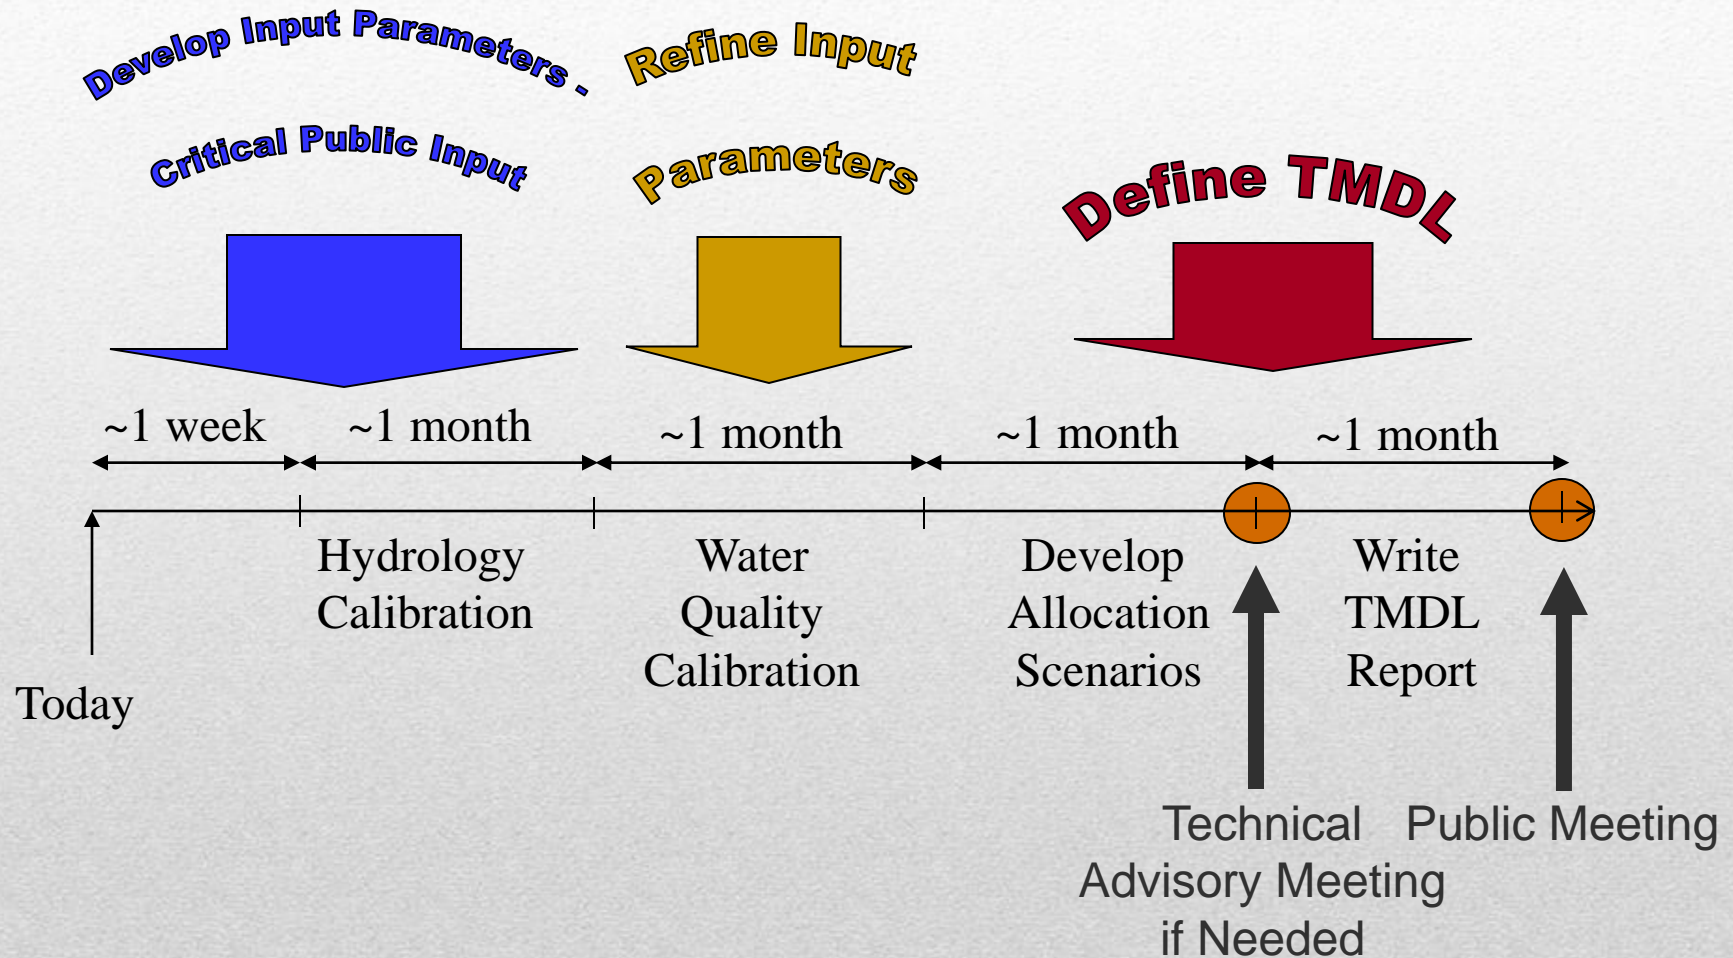 Develop Input Parameters -
Critical Public Input
Refine Input
Parameters
Define TMDL
~1 week
~1 month
~1 month
~1 month
~1 month
Today
Hydrology
Calibration
Water
Quality
Calibration
Develop
Allocation
Scenarios
Write
TMDL
Report
Technical
Advisory Meeting
if Needed
Public Meeting